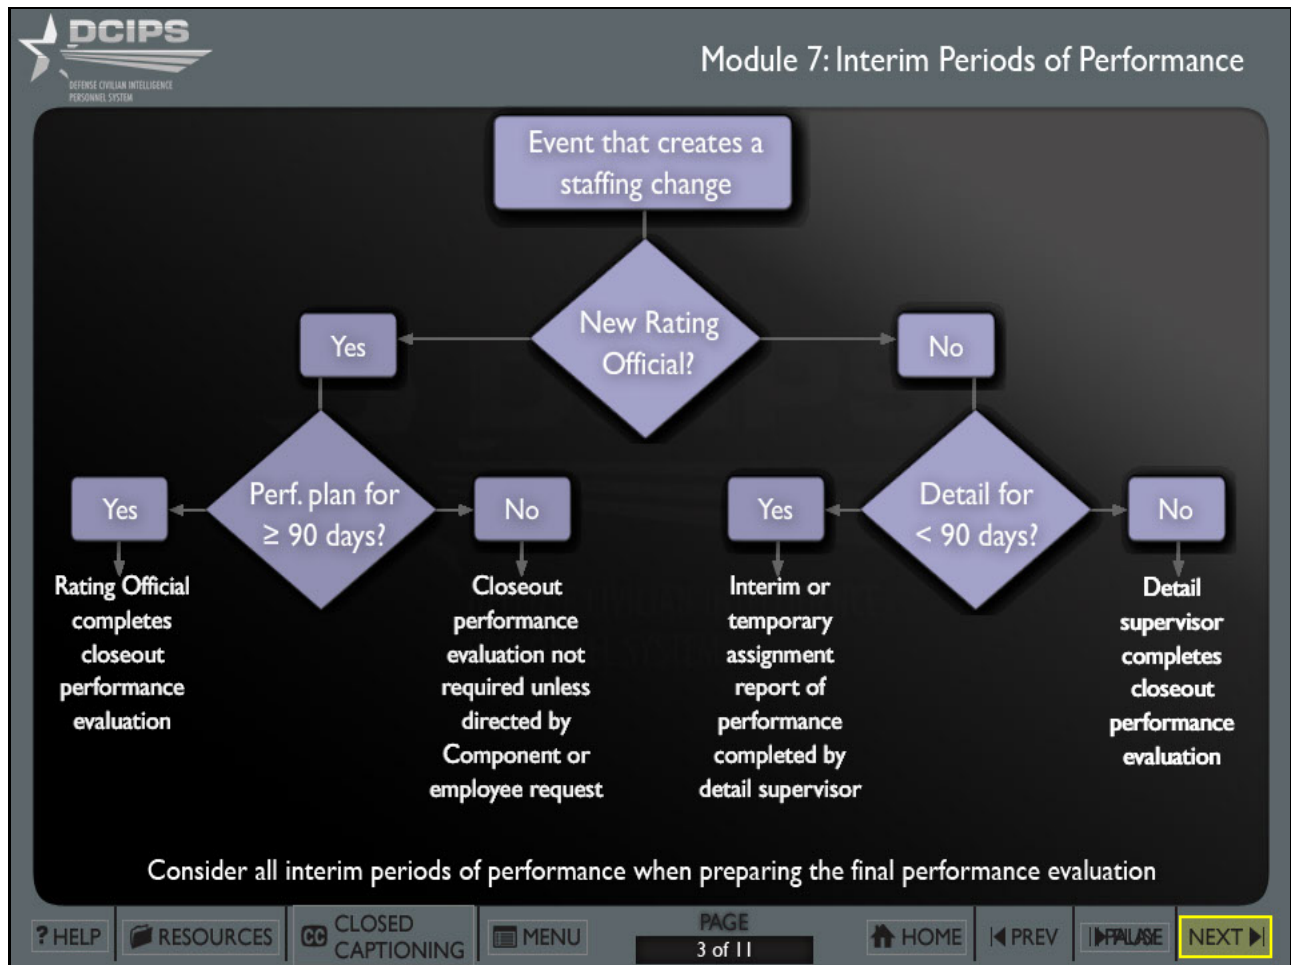 DCIPS
DEFENSE CIVILIAN INTELLIGENCE
PERSONNEL SYSTEM
Module 7: Interim Periods of Performance
Event that creates a
staffing change
New Rating
Official?
Yes
No
Perf. plan for
≥ 90 days?
Yes
No
Detail for
< 90 days?
Yes
No
Rating Official
completes
closeout
performance
evaluation
Closeout
performance
evaluation not
required unless
directed by
Component or
employee request
Interim or
temporary
assignment
report of
performance
completed by
detail supervisor
Detail
supervisor
completes
closeout
performance
evaluation
Consider all interim periods of performance when preparing the final performance evaluation
? HELP
RESOURCES
CC CLOSED
CAPTIONING
MENU
PAGE
3 of 11
HOME
PREV
NEXT